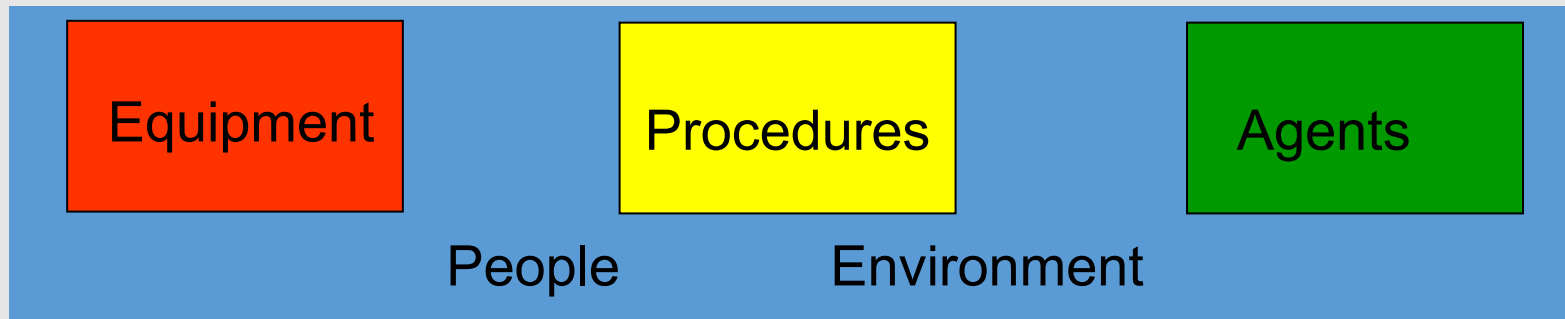 Equipment
Procedures
Agents
People
Environment